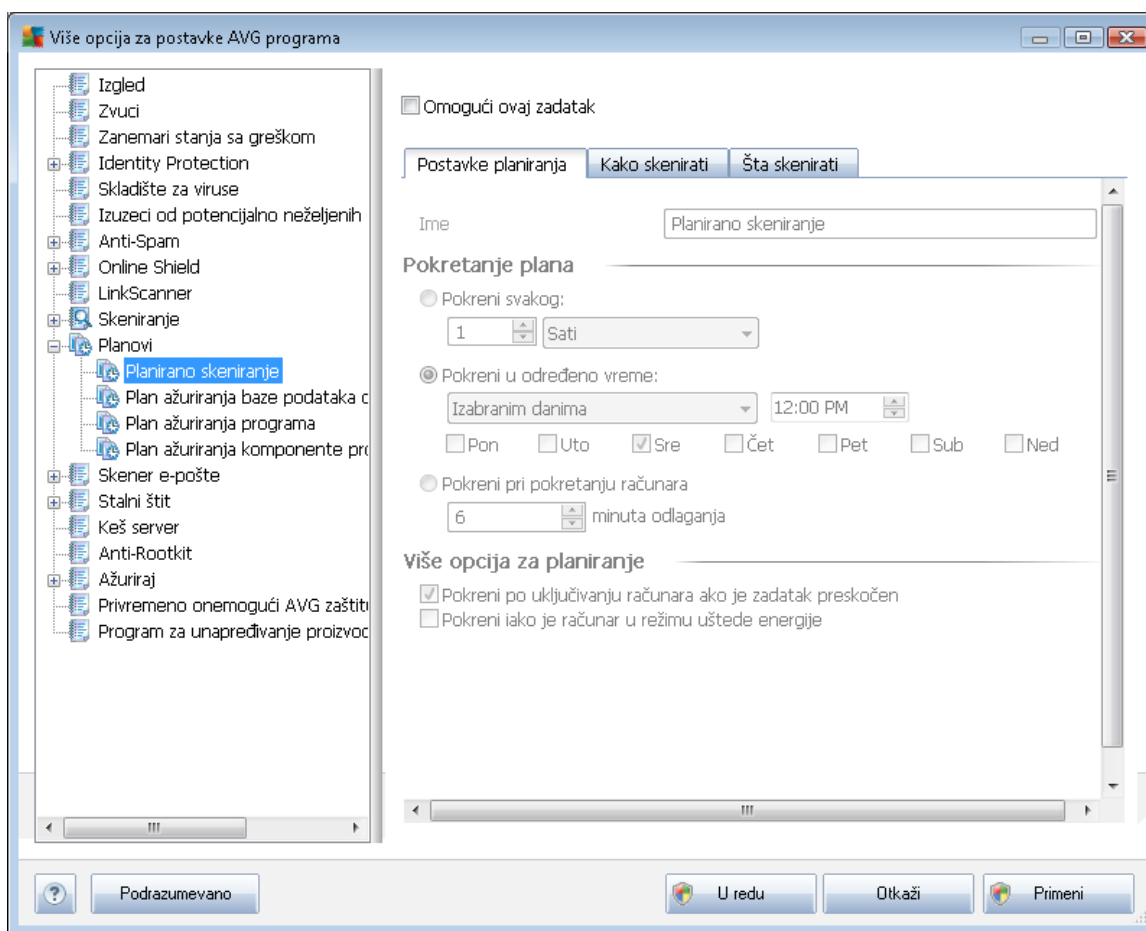 Više opcija za postavke AVG programa
Izgled
Zvuci
Zanemari stanja sa greškom
Identity Protection
Skladište za viruse
Izuzeci od potencijalno neželjenih
Anti-Spam
Online Shield
LinkScanner
Skeniranje
Planovi
Planirano skeniranje
Plan ažuriranja baze podataka
Plan ažuriranja programa
Plan ažuriranja komponente
Skener e-pošte
Stalni štit
Keš server
Anti-Rootkit
Ažuriraj
Privremeno onemogući AVG zaštitu
Program za unapređivanje proizvod
Omogući ovaj zadatak
Postavke planiranja Kako skenirati Šta skenirati
Ime Planirano skeniranje
Pokretanje plana
Pokreni svakog:
1 Sati
Pokreni u određeno vreme:
Izabranim danima 12:00 PM
Pon Uto Sre Čet Pet Sub Ned
Pokreni pri pokretanju računara
6 minuta odlaganja
Više opcija za planiranje
Pokreni po uključivanju računara ako je zadatak preskočen
Pokreni iako je računar u režimu uštede energije
? Podrazumevano U redu Otkaži Primeni